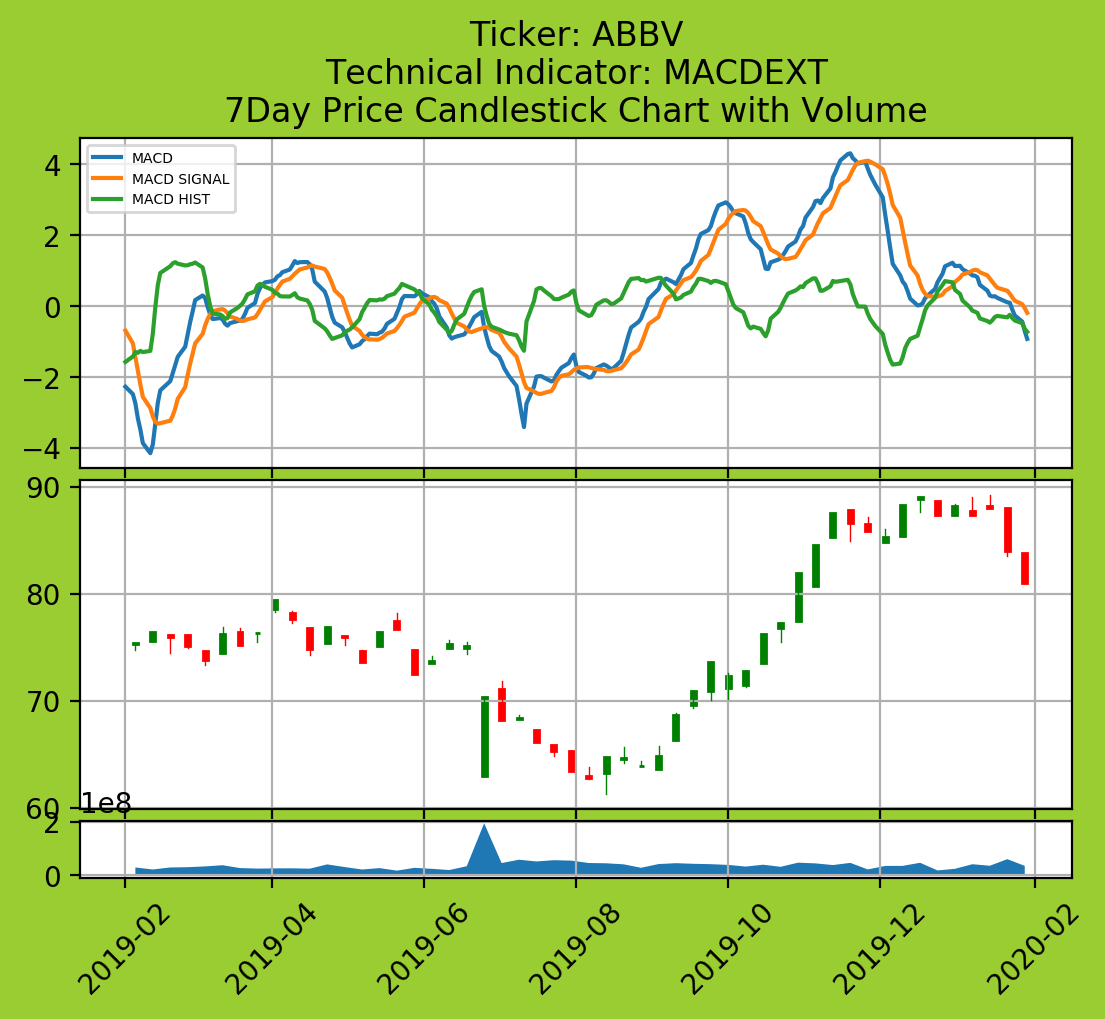 Ticker: ABBV
Technical Indicator: MACDEXT
7Day Price Candlestick Chart with Volume
MACD
MACD SIGNAL
MACD HIST
4
2
0
−2
−4
90
80
70
60
1e8
2
0
2019-02
2019-04
2019-06
2019-08
2019-10
2019-12
2020-02